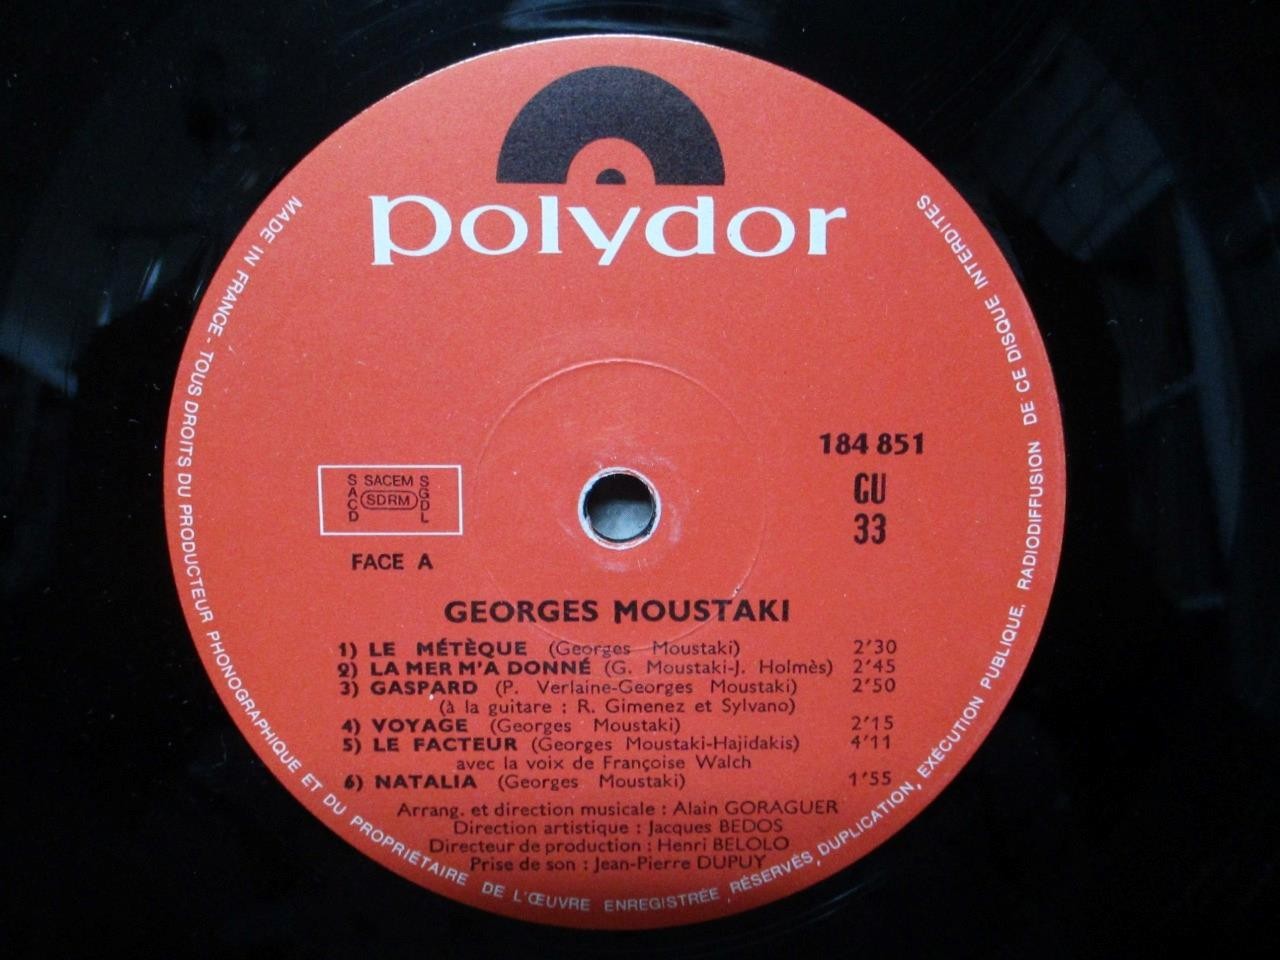 polydor
MADE IN FRANCE - TOUS DROITS DU PRODUCTEUR PHONOGRAPHIQUE ET DU PROPRIÉTAIRE DE L'ŒUVRE ENREGISTRÉE RÉSERVÉS, DUPLICATION, EXÉCUTION PUBLIQUE, RADIODIFFUSION DE CE DISQUE INTERDITES
184 851
SACD SACEM SDRM SGDL
GU
33
FACE A
GEORGES MOUSTAKI
1) LE MÉTÈQUE (Georges Moustaki) 2'30
2) LA MER M'A DONNÉ (G. Moustaki-J. Holmès) 2'45
3) GASPARD (P. Verlaine-Georges Moustaki) 2'50
(à la guitare : R. Gimenez et Sylvano)
4) VOYAGE (Georges Moustaki) 2'15
5) LE FACTEUR (Georges Moustaki-Hajidakis) 4'11
avec la voix de Françoise Walch
6) NATALIA (Georges Moustaki) 1'55
Arrang. et direction musicale : Alain GORAGUER
Direction artistique : Jacques BEDOS
Directeur de production : Henri BELOLO
Prise de son : Jean-Pierre DUPUY